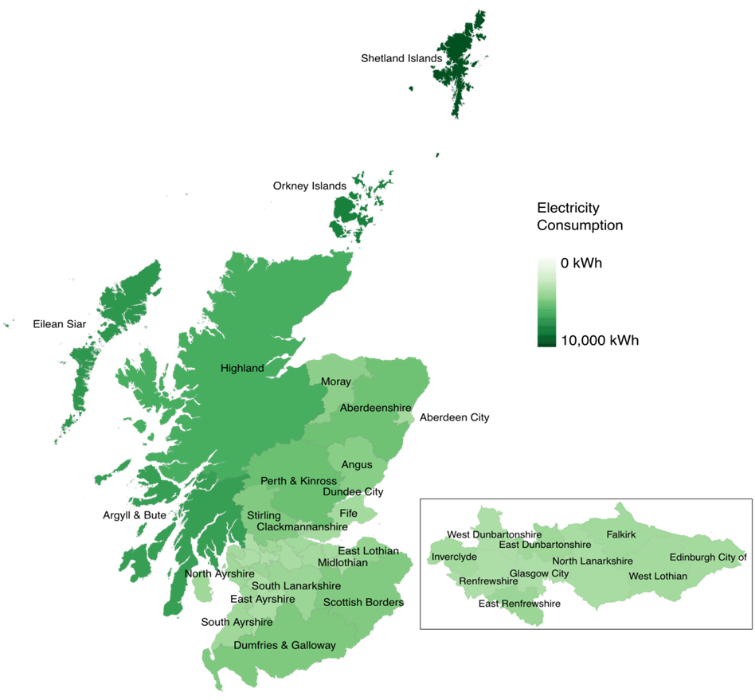 Shetland Islands
Orkney Islands
Electricity
Consumption
0 kWh
10,000 kWh
Eilean Siar
Highland
Moray
Aberdeenshire
Aberdeen City
Angus
Perth & Kinross
Dundee City
Argyll & Bute
Stirling
Fife
Clackmannanshire
East Lothian
Midlothian
North Ayrshire
South Lanarkshire
East Ayrshire
Scottish Borders
South Ayrshire
Dumfries & Galloway
West Dunbartonshire
Falkirk
East Dunbartonshire
Inverclyde
North Lanarkshire
Edinburgh City of
Glasgow City
West Lothian
Renfrewshire
East Renfrewshire